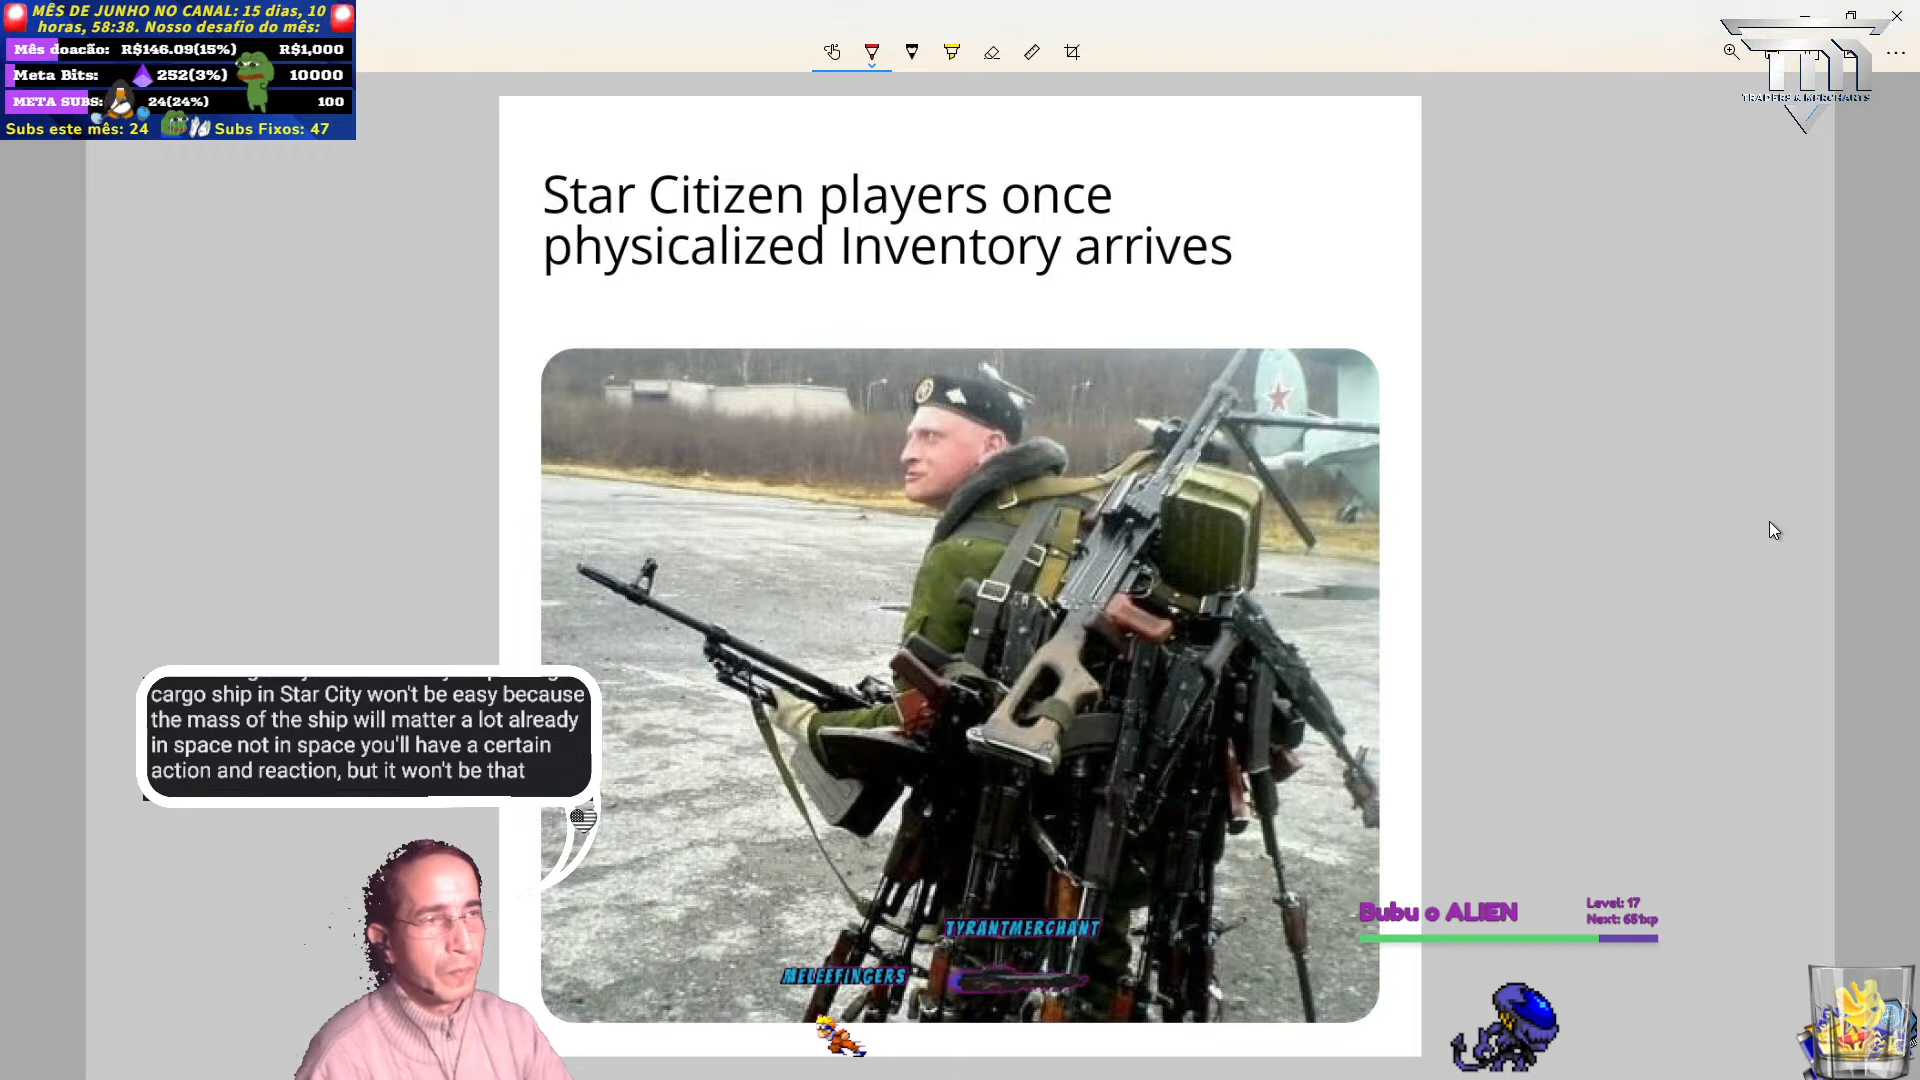 MÊS DE JUNHO NO CANAL: 15 dias, 10
horas, 58:38. Nosso desafio do mês:
Mês doacão: R$146.09(15%) R$1,000
Meta Bits: 252(3%) 10000
META SUBS: 24(24%) 100
Subs este mês: 24 Subs Fixos: 47
TRADERS & MERCHANTS
Star Citizen players once
physicalized Inventory arrives
cargo ship in Star City won't be easy because
the mass of the ship will matter a lot already
in space not in space you'll have a certain
action and reaction, but it won't be that
Bubu o ALIEN
Level: 17
Next: 651xp
TYRANTMERCHANT
MELEEFINGERS